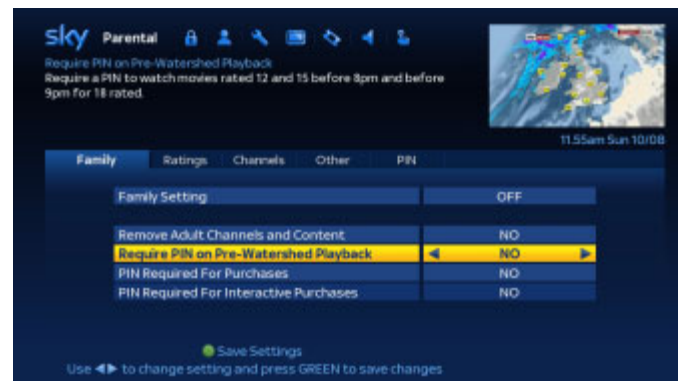 sky Parental
Require PIN on Pre-Watershed Playback
Require a PIN to watch movies rated 12 and 15 before 8pm and before
9pm for 18 rated.
11.55am Sun 10/08
Family Ratings Channels Other PIN
Family Setting OFF
Remove Adult Channels and Content NO
Require PIN on Pre-Watershed Playback NO
PIN Required For Purchases NO
PIN Required For Interactive Purchases NO
Save Settings
Use ◀▶ to change setting and press GREEN to save changes